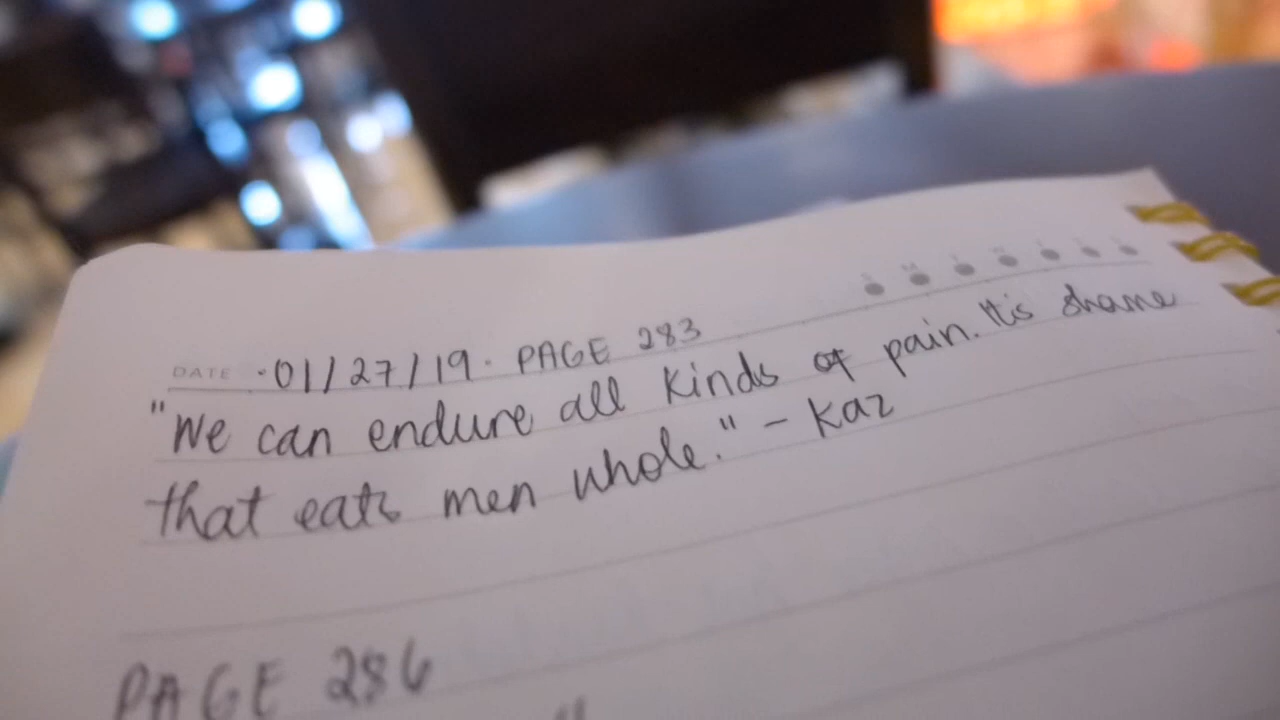 DATE · 01/27/19 · PAGE 283
"We can endure all kinds of pain. It's shame
that eats men whole." - Kaz
PAGE 286
"